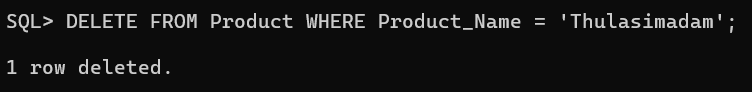 SQL> DELETE FROM Product WHERE Product_Name = 'Thulasimadam';
1 row deleted.